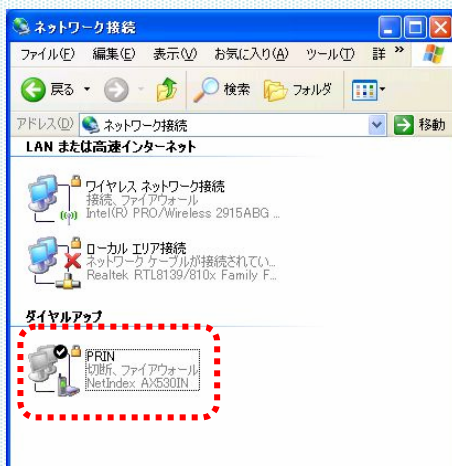 ネットワーク接続
ファイル(F) 編集(E) 表示(V) お気に入り(A) ツール(T) 詳 »
戻る 検索 フォルダ
アドレス(D) ネットワーク接続 移動
LAN または高速インターネット
ワイヤレス ネットワーク接続
接続、ファイアウォール
Intel(R) PRO/Wireless 2915ABG ...
ローカル エリア接続
ネットワーク ケーブルが接続されてい...
Realtek RTL8139/810x Family F...
ダイヤルアップ
PRIN
切断、ファイアウォール
NetIndex AX530IN